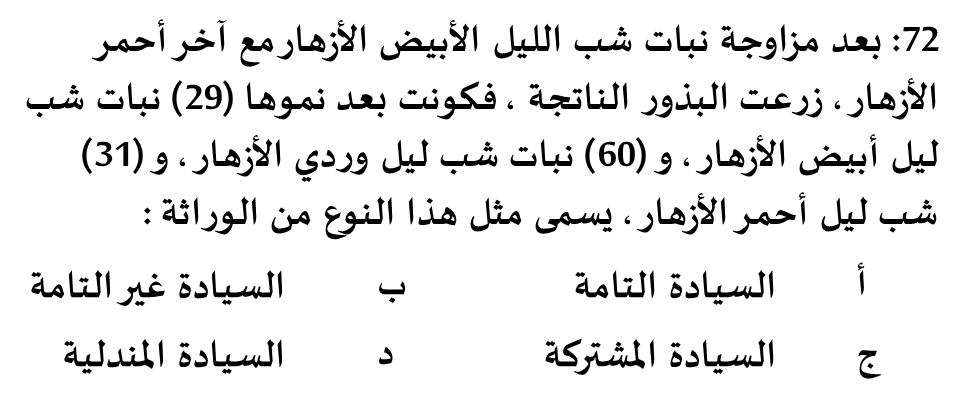 72: بعد مزاوجة نبات شب الليل الأبيض الأزهار مع آخر أحمر
الأزهار، زرعت البذور الناتجة ، فكونت بعد نموها (29) نبات شب
ليل أبيض الأزهار، و (60) نبات شب ليل وردي الأزهار، و (31)
شب ليل أحمر الأزهار، يسمى مثل هذا النوع من الوراثة :
أ السيادة التامة ب السيادة غير التامة
ج السيادة المشتركة د السيادة المندلية